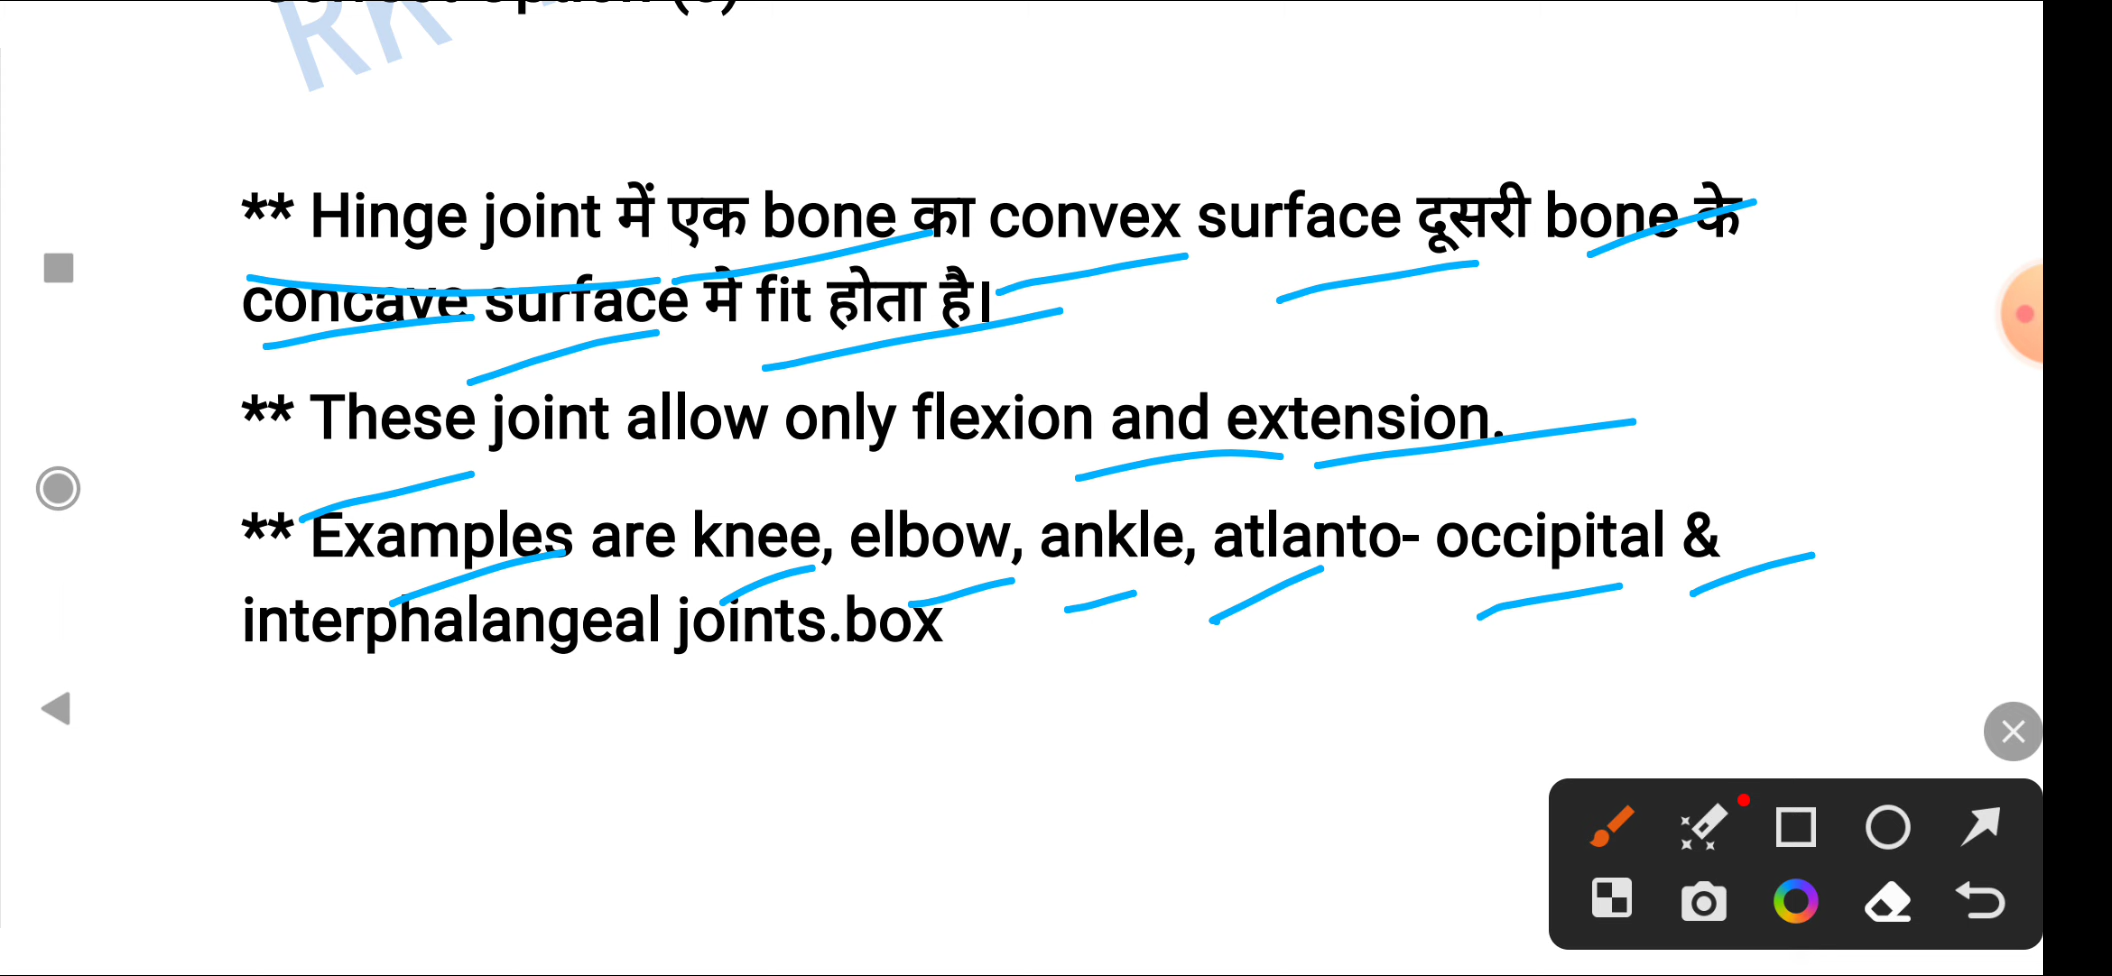 RK
** Hinge joint में एक bone का convex surface दूसरी bone के
concave surface मे fit होता है।
** These joint allow only flexion and extension.
** Examples are knee, elbow, ankle, atlanto- occipital &
interphalangeal joints.box